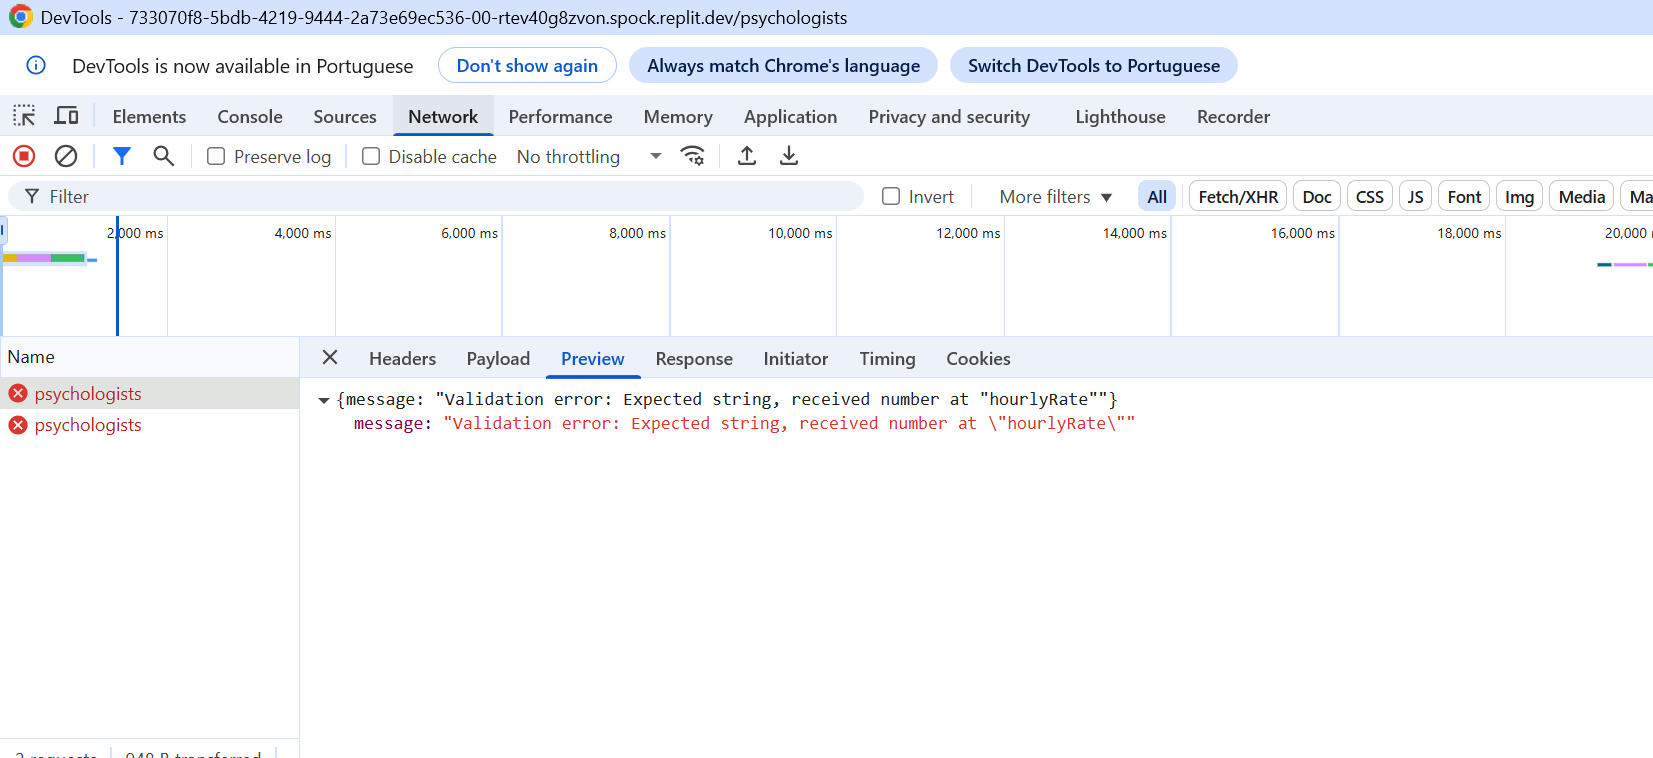 DevTools - 733070f8-5bdb-4219-9444-2a73e69ec536-00-rtev40g8zvon.spock.replit.dev/psychologists
DevTools is now available in Portuguese Don't show again Always match Chrome's language Switch DevTools to Portuguese
Elements Console Sources Network Performance Memory Application Privacy and security Lighthouse Recorder
Preserve log Disable cache No throttling
Filter Invert More filters All Fetch/XHR Doc CSS JS Font Img Media Ma
2,000 ms 4,000 ms 6,000 ms 8,000 ms 10,000 ms 12,000 ms 14,000 ms 16,000 ms 18,000 ms 20,000
Name Headers Payload Preview Response Initiator Timing Cookies
psychologists {message: "Validation error: Expected string, received number at "hourlyRate""}
psychologists message: "Validation error: Expected string, received number at \"hourlyRate\""
2 requests 948 B transferred